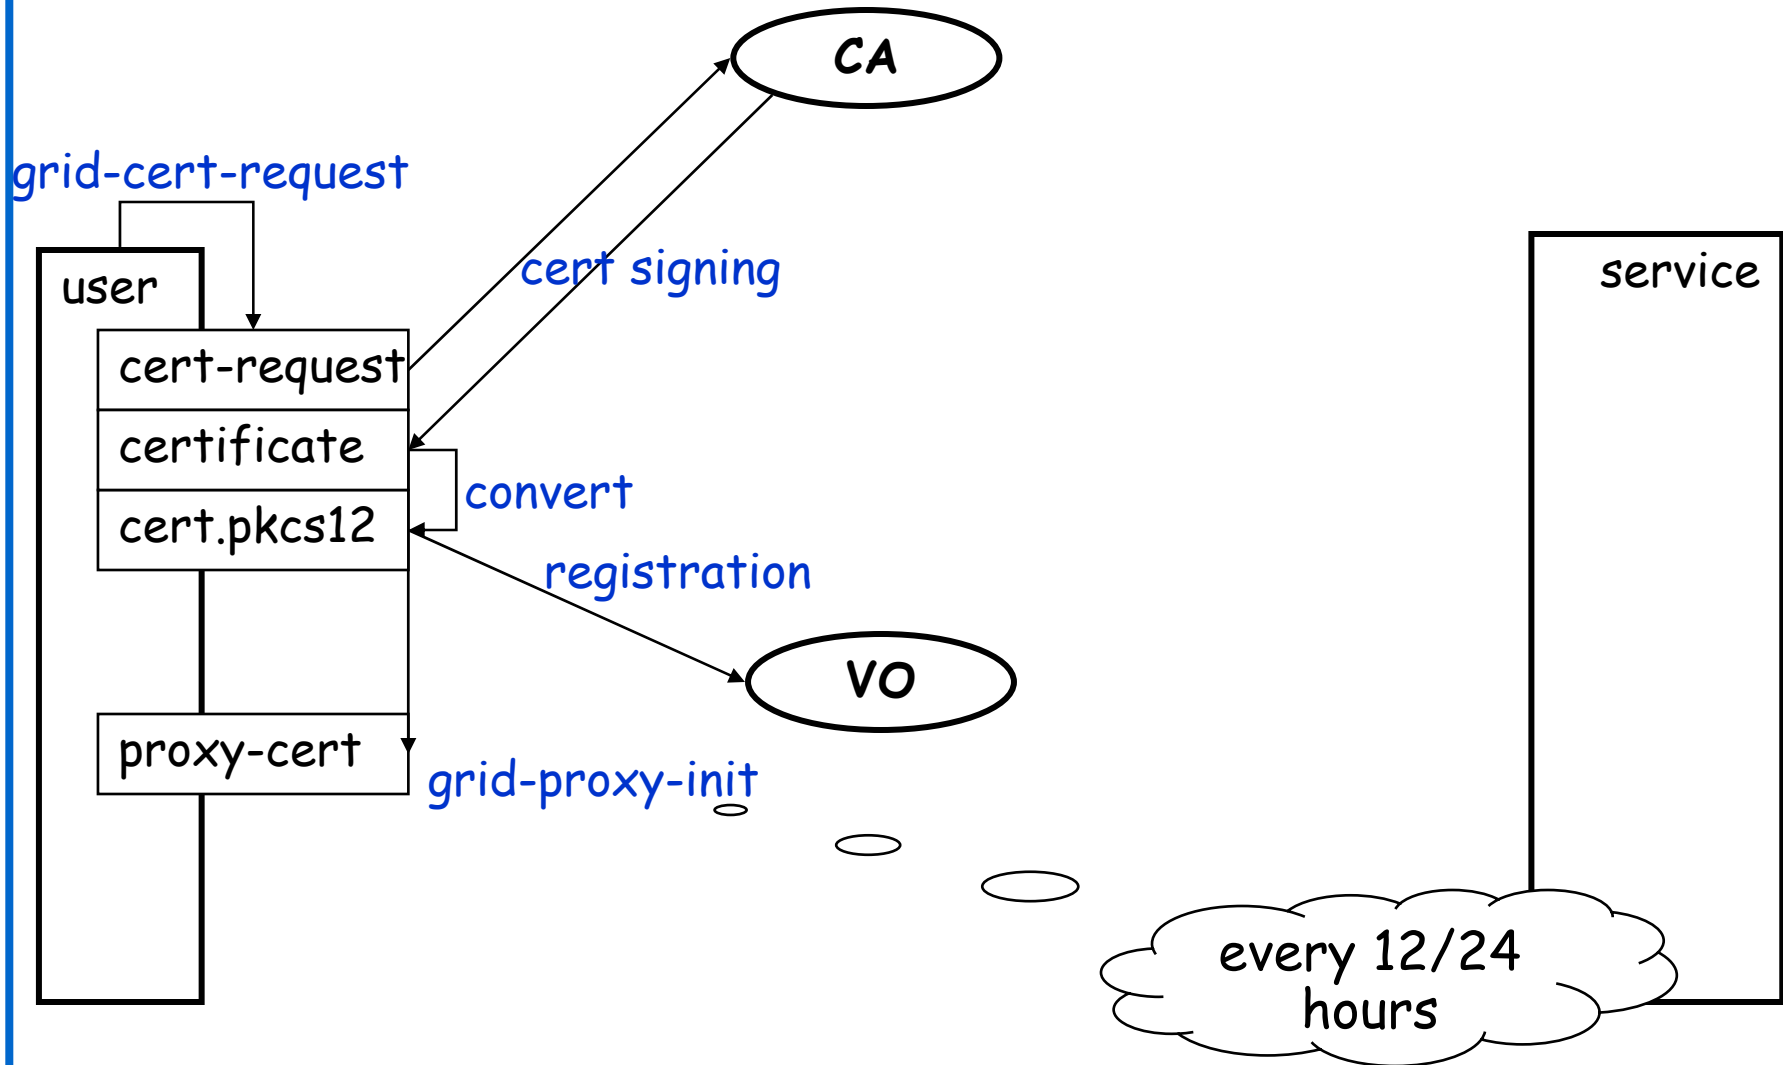 CA
grid-cert-request
cert signing
user
service
cert-request
certificate
convert
cert.pkcs12
registration
VO
proxy-cert
grid-proxy-init
every 12/24
hours